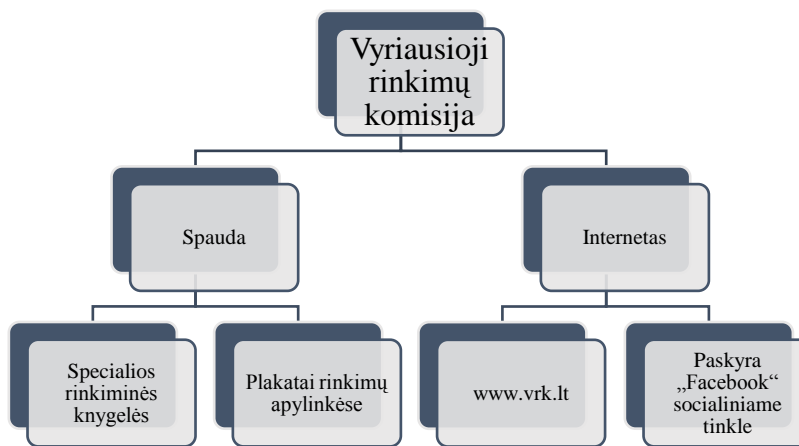 Vyriausioji
rinkimų
komisija
Spauda
Internetas
Specialios
rinkiminės
knygelės
Plakatai rinkimų
apylinkėse
www.vrk.lt
Paskyra
„Facebook“
socialiniame
tinkle